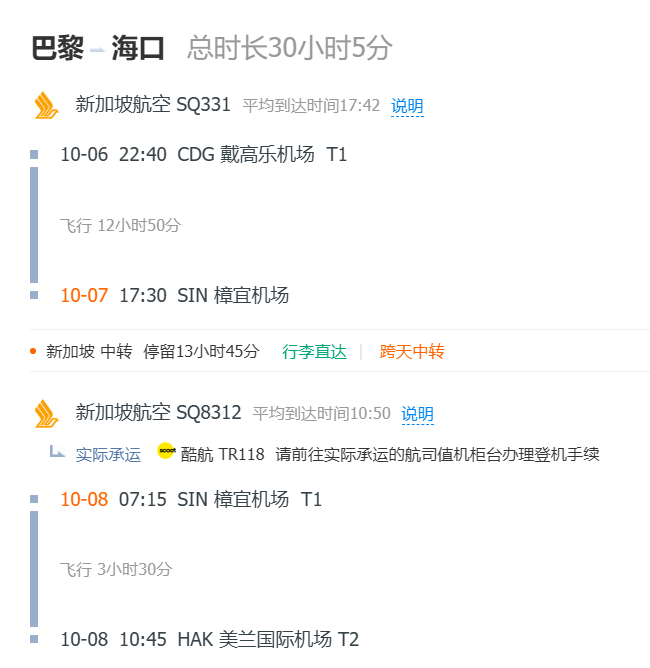 巴黎 – 海口 总时长30小时5分
新加坡航空 SQ331 平均到达时间17:42 说明
10-06 22:40 CDG 戴高乐机场 T1
飞行 12小时50分
10-07 17:30 SIN 樟宜机场
新加坡 中转 停留13小时45分 行李直达 跨天中转
新加坡航空 SQ8312 平均到达时间10:50 说明
实际承运 scoot 酷航 TR118 请前往实际承运的航司值机柜台办理登机手续
10-08 07:15 SIN 樟宜机场 T1
飞行 3小时30分
10-08 10:45 HAK 美兰国际机场 T2